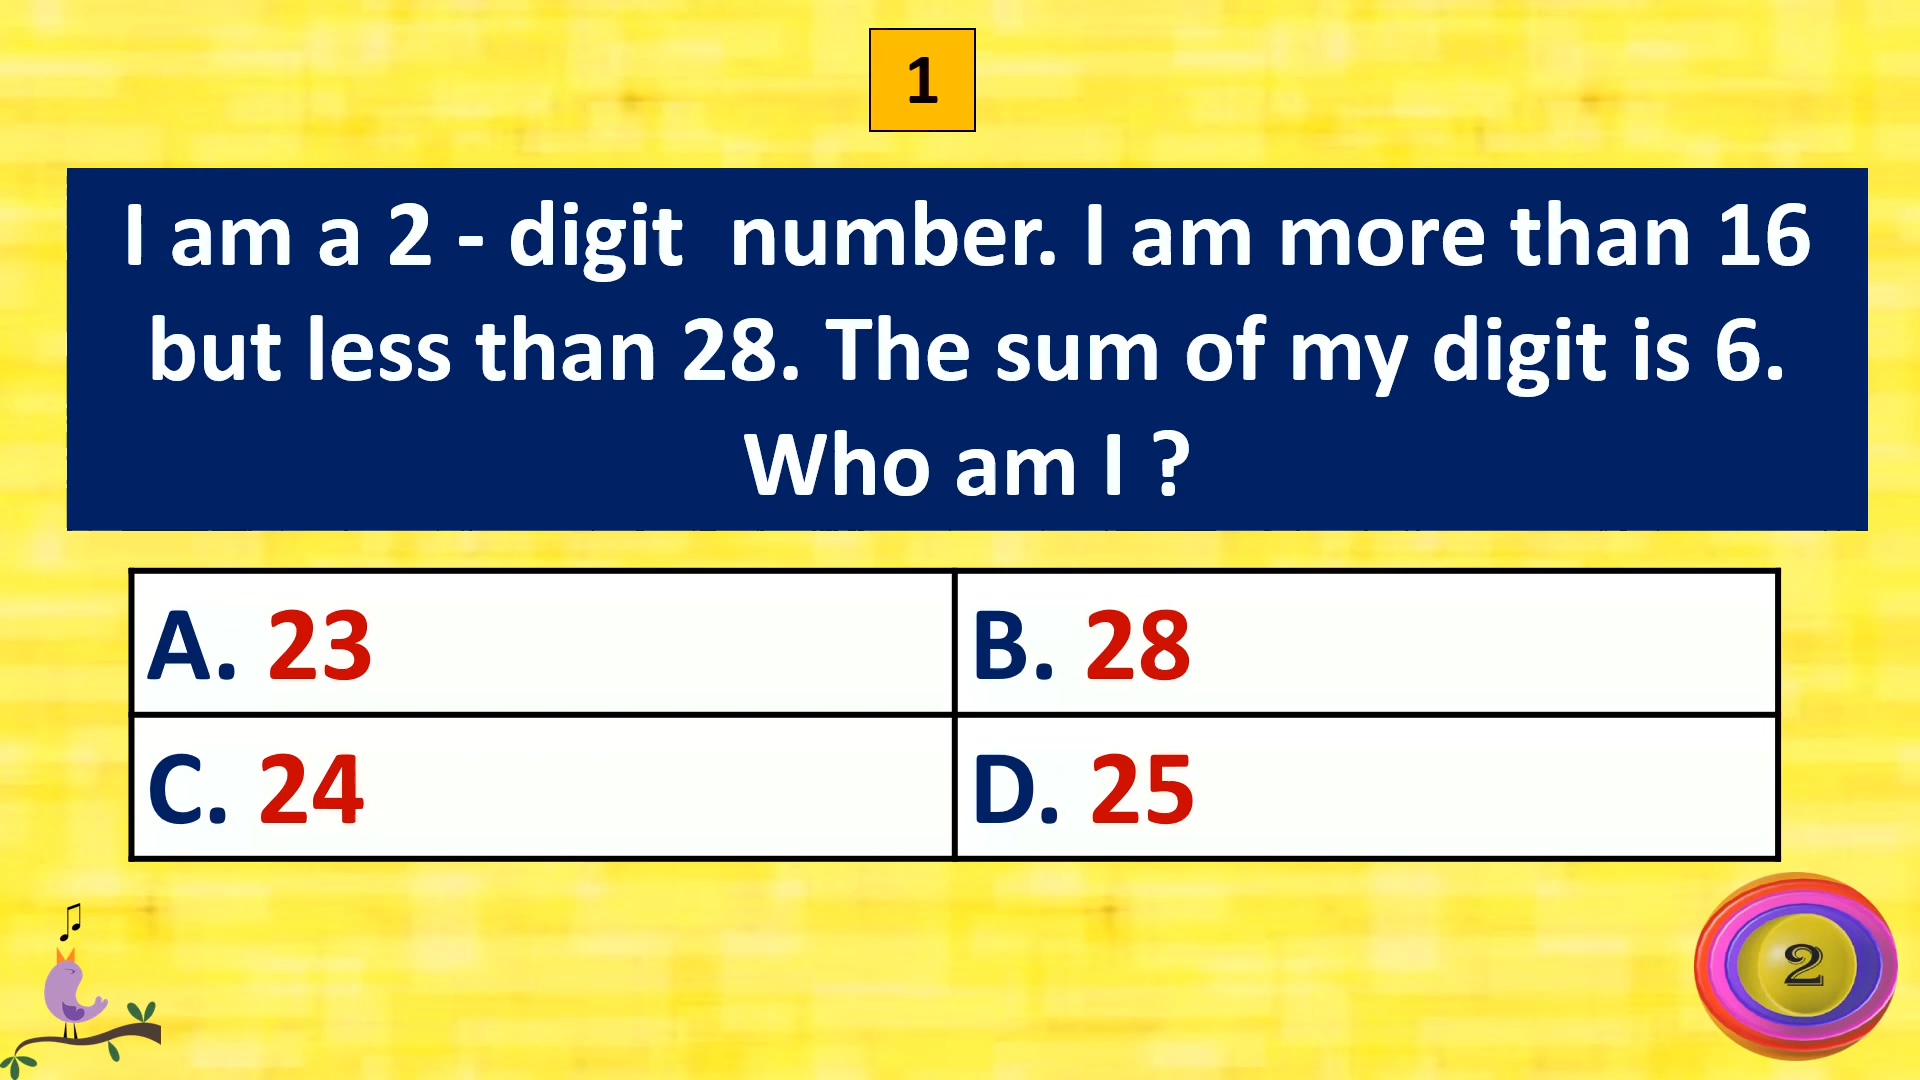 1
I am a 2 - digit  number. I am more than 16
but less than 28. The sum of my digit is 6.
Who am I ?
A. 23
B. 28
C. 24
D. 25
2